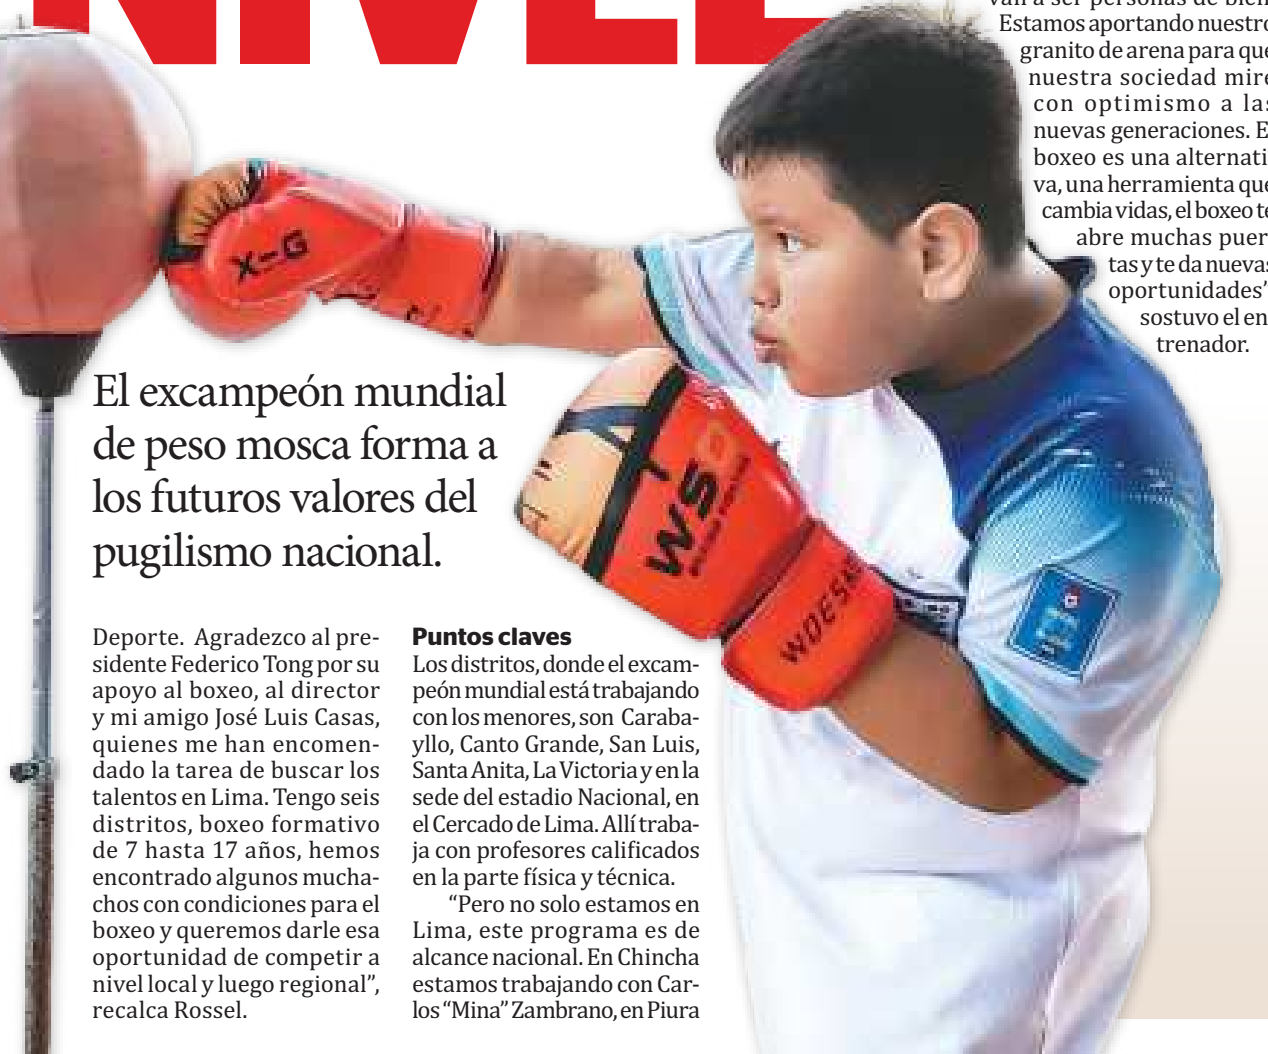 NIVEL
El excampeón mundial
de peso mosca forma a
los futuros valores del
pugilismo nacional.
Deporte. Agradezco al pre-
sidente Federico Tong por su
apoyo al boxeo, al director
y mi amigo José Luis Casas,
quienes me han encomen-
dado la tarea de buscar los
talentos en Lima. Tengo seis
distritos, boxeo formativo
de 7 hasta 17 años, hemos
encontrado algunos mucha-
chos con condiciones para el
boxeo y queremos darle esa
oportunidad de competir a
nivel local y luego regional”,
recalca Rossel.
Puntos claves
Los distritos, donde el excam-
peón mundial está trabajando
con los menores, son Caraba-
yllo, Canto Grande, San Luis,
Santa Anita, La Victoria y en la
sede del estadio Nacional, en
el Cercado de Lima. Allí traba-
ja con profesores calificados
en la parte física y técnica.
“Pero no solo estamos en
Lima, este programa es de
alcance nacional. En Chincha
estamos trabajando con Car-
los “Mina” Zambrano, en Piura
van a ser personas de bien
Estamos aportando nuestro
granito de arena para que
nuestra sociedad mire
con optimismo a las
nuevas generaciones. E
boxeo es una alternati
va, una herramienta que
cambia vidas, el boxeo te
abre muchas puer
tas y te da nuevas
oportunidades”
sostuvo el en
trenador.
X-G
WS
WOESA